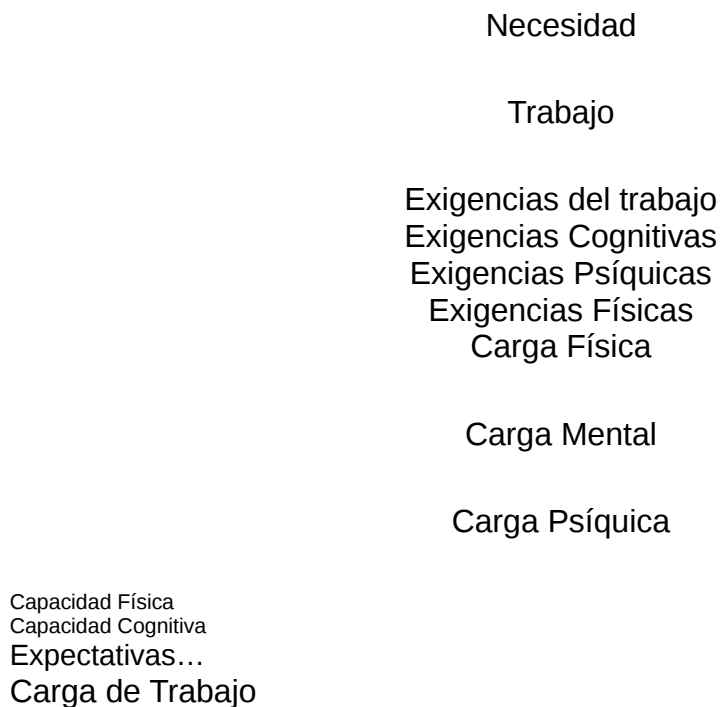 Necesidad
Trabajo
Exigencias del trabajo
Exigencias Cognitivas
Exigencias Psíquicas
Exigencias Físicas
Carga Física
Carga Mental
Carga Psíquica
Capacidad Física
Capacidad Cognitiva
Expectativas…
Carga de Trabajo